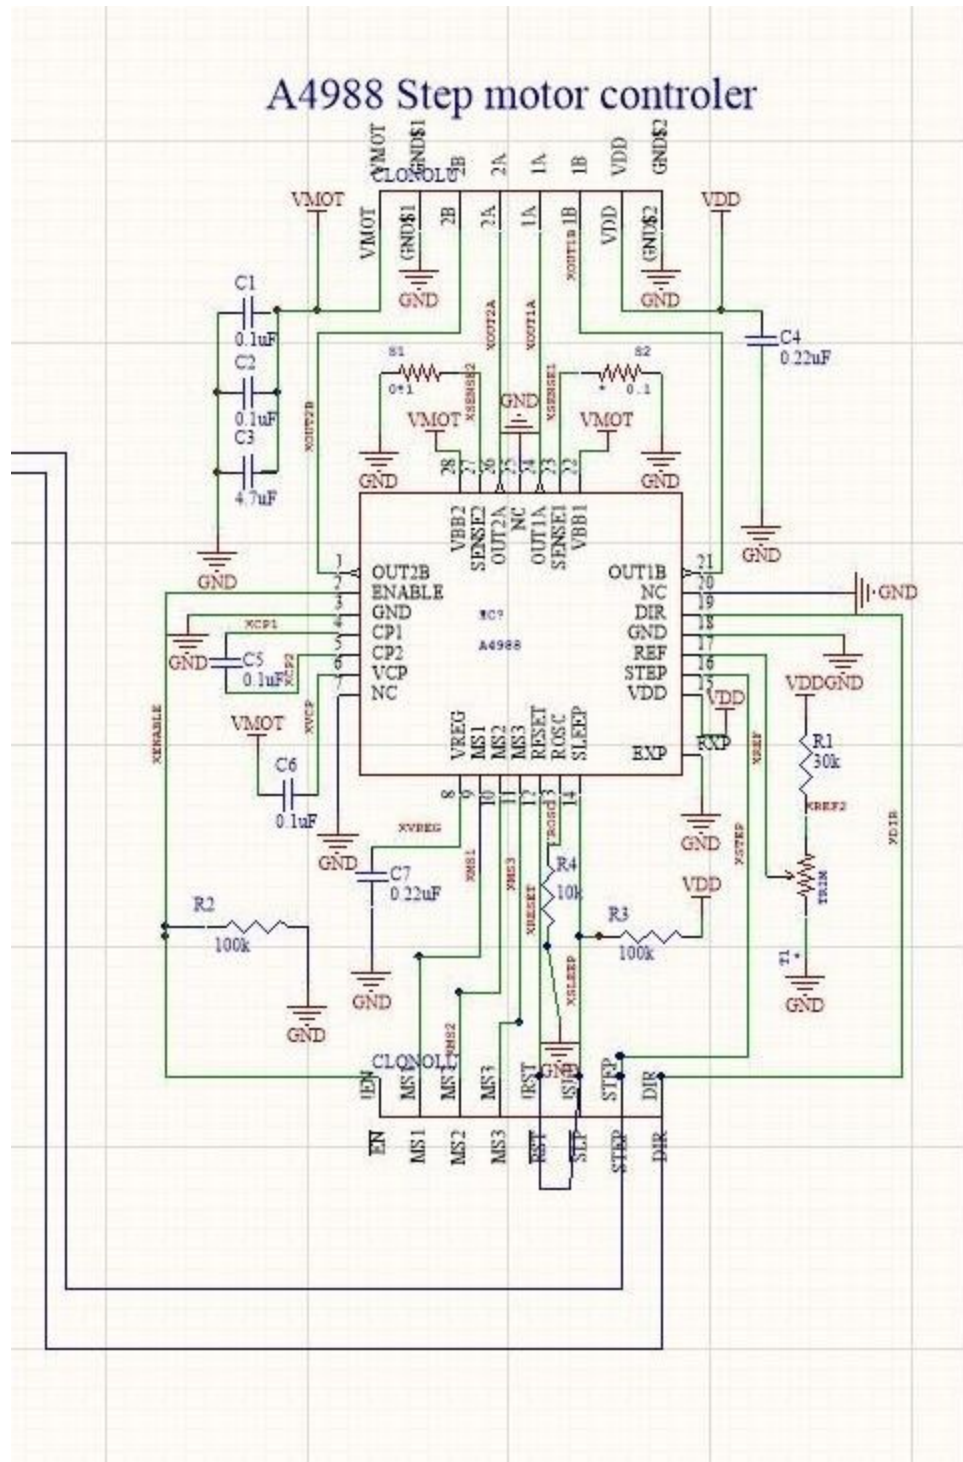 A4988 Step motor controler
VMOT GND$1 2B 2A 1A 1B VDD GND$2
CLONOLU
VMOT VDD
VMOT GND$1 2B 2A 1A 1B VDD GND$2
XOUT1B
GND GND
C1
0.1uF
XOUT2A XOUT1A
C4
0.22uF
C2
0.1uF
S1 S2
0.1
XSENSE2 XSENSE1
GND
VMOT VMOT
XOUT2B
C3
4.7uF
GND GND
28 27 26 25 24 23 22
VBB2 SENSE2 OUT2A NC OUT1A SENSE1 VBB1
GND GND
1 OUT2B OUT1B 21
2 ENABLE NC 20
GND
3 GND DIR 19
4 CP1 GND 18
5 CP2 REF 17
6 VCP STEP 16
7 NC VDD 15
A4988
XCP1
GND
C5
0.1uF
XCP2
GND
VDD
VDD
XENABLE
VMOT
XVCP
C6
0.1uF
VREG MS1 MS2 MS3 RESET ROSC SLEEP
EXP EXP
XREF
R1
30k
8 9 10 11 12 13 14
GND
GND
XREF2
XDIR
XSTEP
XVREG
C7
0.22uF
XMS1 XMS3
XROSC
R4
10k
VDD
TRIM
R2
100k
XRESET
R3
100k
XSLEEP
T1
GND
GND
GND
XMS2
GND
CLONOLU
!EN MS1 MS2 MS3 !RST !SLP STEP DIR
EN MS1 MS2 MS3 RST SLP STEP DIR